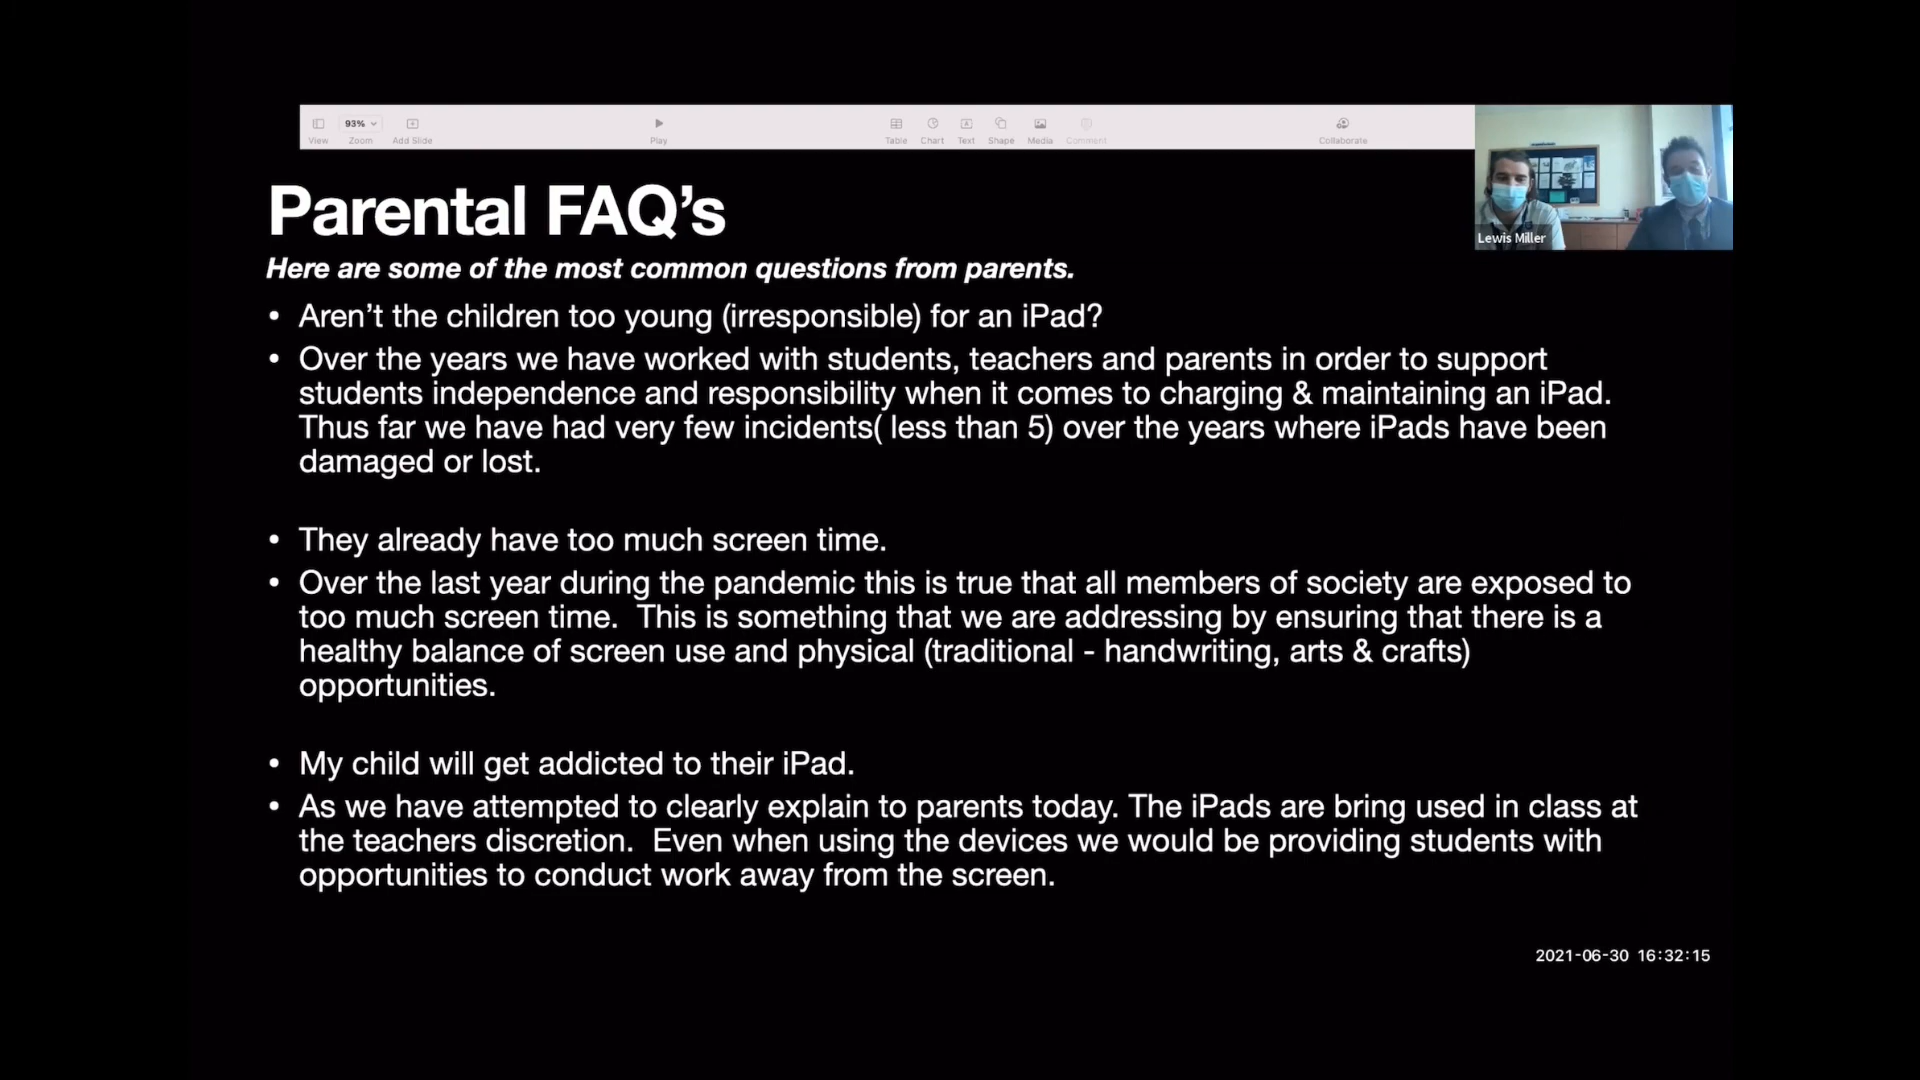 93%
View Zoom Add Slide Play Table Chart Text Shape Media Comment Collaborate
Lewis Miller
Parental FAQ’s
Here are some of the most common questions from parents.
• Aren’t the children too young (irresponsible) for an iPad?
• Over the years we have worked with students, teachers and parents in order to support
students independence and responsibility when it comes to charging & maintaining an iPad.
Thus far we have had very few incidents( less than 5) over the years where iPads have been
damaged or lost.
• They already have too much screen time.
• Over the last year during the pandemic this is true that all members of society are exposed to
too much screen time.  This is something that we are addressing by ensuring that there is a
healthy balance of screen use and physical (traditional - handwriting, arts & crafts)
opportunities.
• My child will get addicted to their iPad.
• As we have attempted to clearly explain to parents today. The iPads are bring used in class at
the teachers discretion.  Even when using the devices we would be providing students with
opportunities to conduct work away from the screen.
2021-06-30 16:32:15